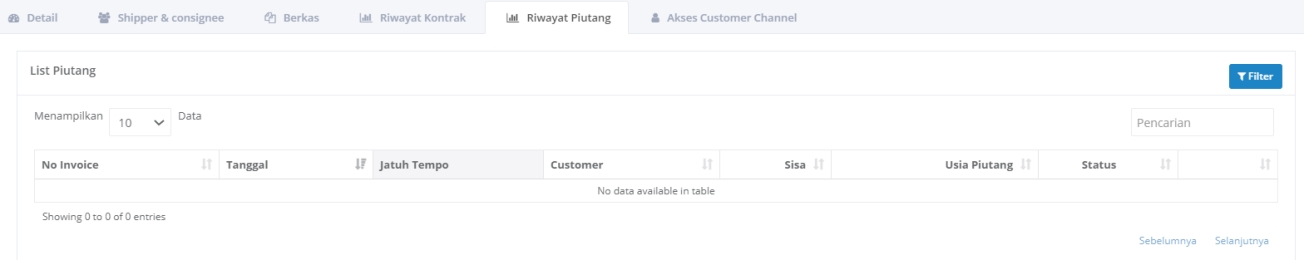 Detail Shipper & consignee Berkas Riwayat Kontrak Riwayat Piutang Akses Customer Channel
List Piutang
Filter
Menampilkan 10 Data
Pencarian
No Invoice Tanggal Jatuh Tempo Customer Sisa Usia Piutang Status
No data available in table
Showing 0 to 0 of 0 entries
Sebelumnya Selanjutnya